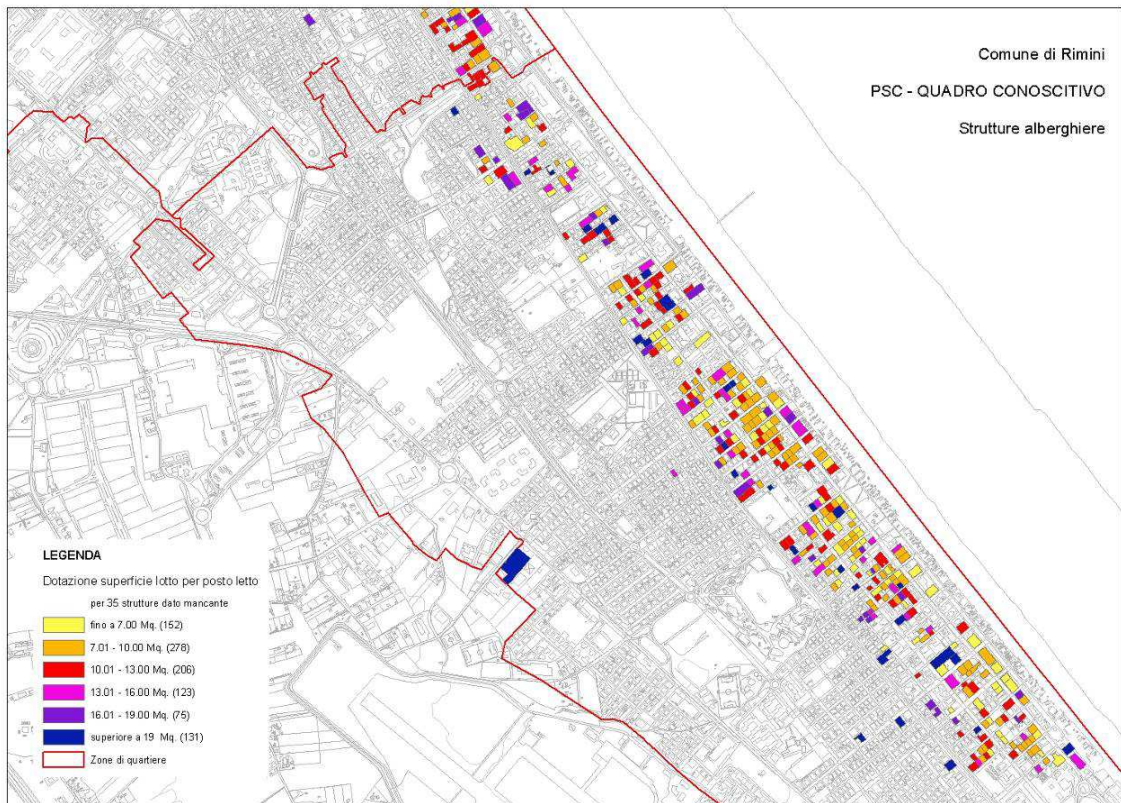 Comune di Rimini
PSC - QUADRO CONOSCITIVO
Strutture alberghiere
LEGENDA
Dotazione superficie lotto per posto letto
per 35 strutture dato mancante
fino a 7.00 Mq. (152)
7.01 - 10.00 Mq. (278)
10.01 - 13.00 Mq. (206)
13.01 - 16.00 Mq. (123)
16.01 - 19.00 Mq. (75)
superiore a 19 Mq. (131)
Zone di quartiere